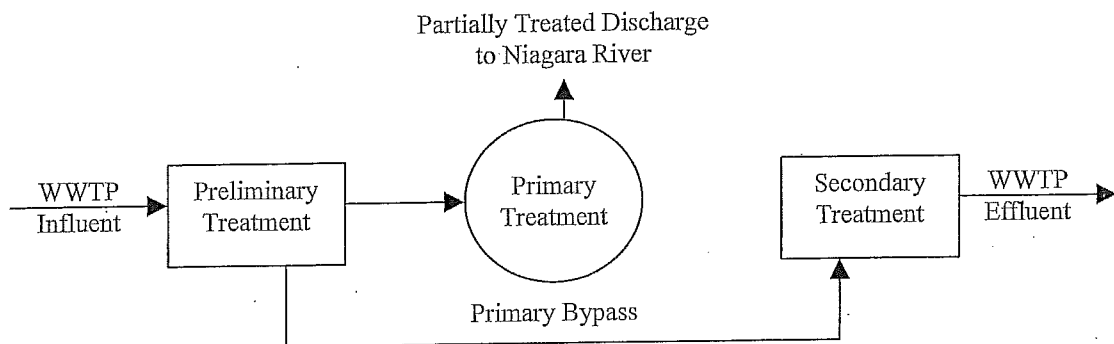 Partially Treated Discharge
to Niagara River
WWTP
Influent
Preliminary
Treatment
Primary
Treatment
Secondary
Treatment
WWTP
Effluent
Primary Bypass